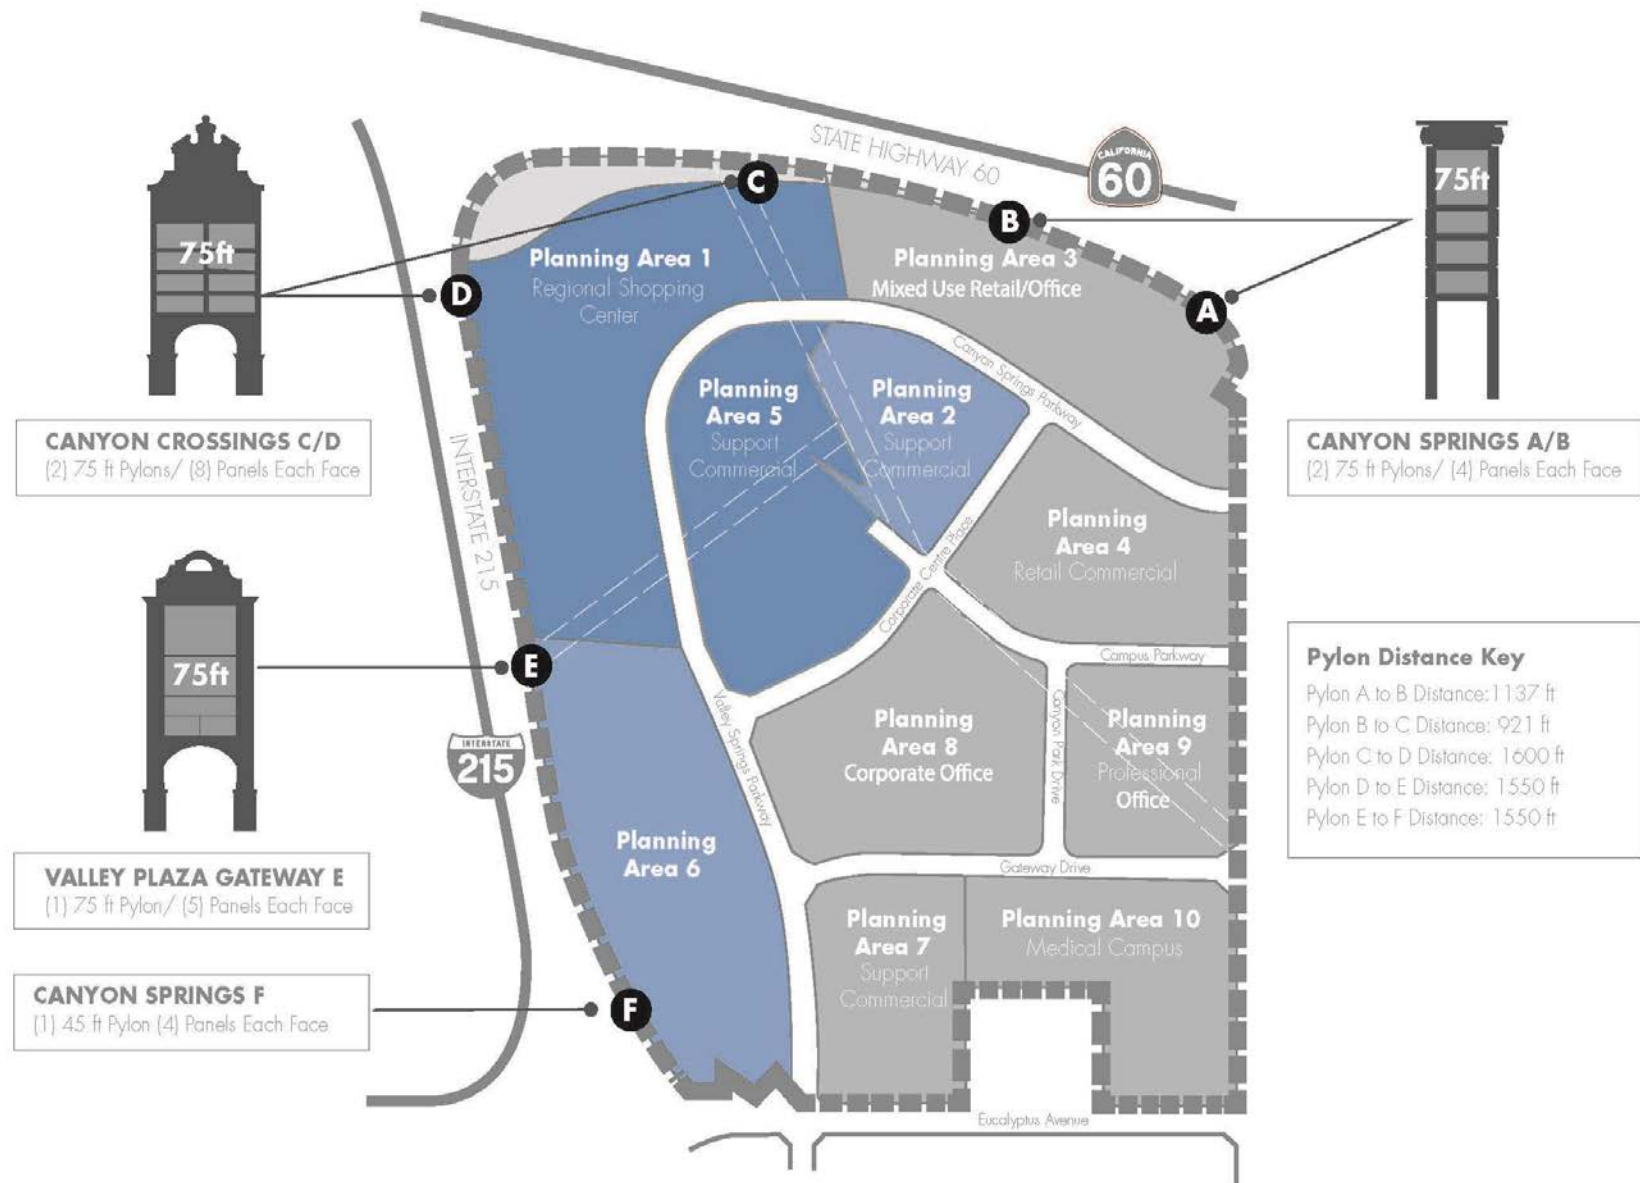 STATE HIGHWAY 60
CALIFORNIA
60
75ft
75ft
C
B
A
D
Planning Area 1
Regional Shopping
Center
Planning Area 3
Mixed Use Retail/Office
Canyon Springs Parkway
CANYON CROSSINGS C/D
(2) 75 ft Pylons/ (8) Panels Each Face
CANYON SPRINGS A/B
(2) 75 ft Pylons/ (4) Panels Each Face
INTERSTATE 215
Planning
Area 5
Support
Commercial
Planning
Area 2
Support
Commercial
Planning
Area 4
Retail Commercial
Corporate Centre Place
75ft
E
Campus Parkway
Pylon Distance Key
Pylon A to B Distance:1137 ft
Pylon B to C Distance: 921 ft
Pylon C to D Distance: 1600 ft
Pylon D to E Distance: 1550 ft
Pylon E to F Distance: 1550 ft
INTERSTATE
215
Valley Springs Parkway
Planning
Area 8
Corporate Office
Canyon Park Drive
Planning
Area 9
Professional
Office
Planning
Area 6
VALLEY PLAZA GATEWAY E
(1) 75 ft Pylon/ (5) Panels Each Face
Gateway Drive
Planning
Area 7
Support
Commercial
Planning Area 10
Medical Campus
CANYON SPRINGS F
(1) 45 ft Pylon (4) Panels Each Face
F
Eucalyptus Avenue